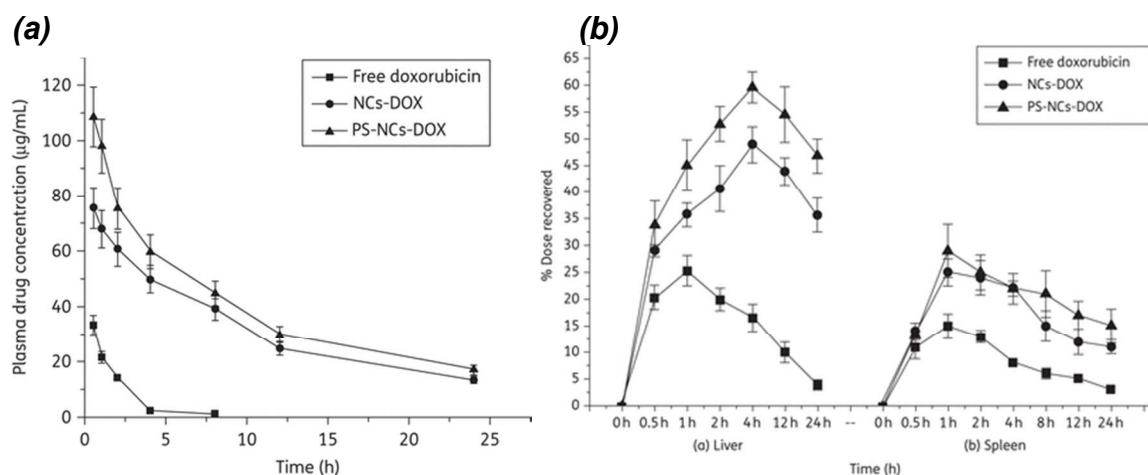 (a)
Free doxorubicin
NCs-DOX
PS-NCs-DOX
Plasma drug concentrtion (µg/mL)
120
100
80
60
40
20
0
0 5 10 15 20 25
Time (h)
(b)
Free doxorubicin
NCs-DOX
PS-NCs-DOX
% Dose recovered
65
60
55
50
45
40
35
30
25
20
15
10
5
0
0h 0.5h 1h 2h 4h 12h 24h -- 0h 0.5h 1h 2h 4h 8h 12h 24h
(a) Liver (b) Spleen
Time (h)